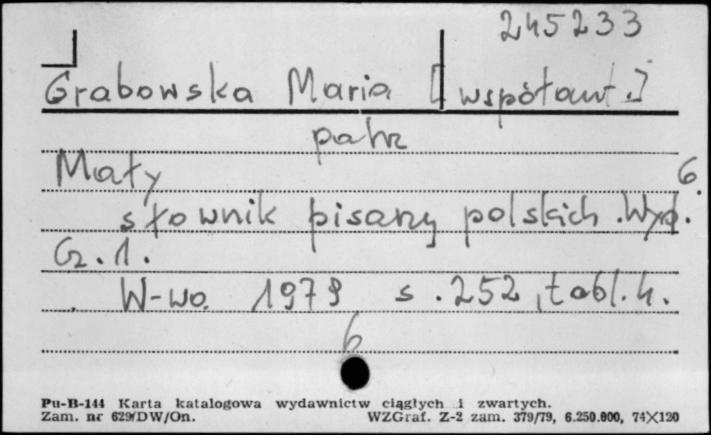 245233
Grabowska Maria [współaut.]
patrz
Mały 6.
słownik pisarzy polskich. Wyd.
Cz. 1.
W-wa. 1979 s. 252, tabl. 4.
6
Pu-B-144 Karta katalogowa wydawnictw ciągłych i zwartych.
Zam. nr 629/DW/On. WZGraf. Z-2 zam. 379/79, 6.250.000, 74×120